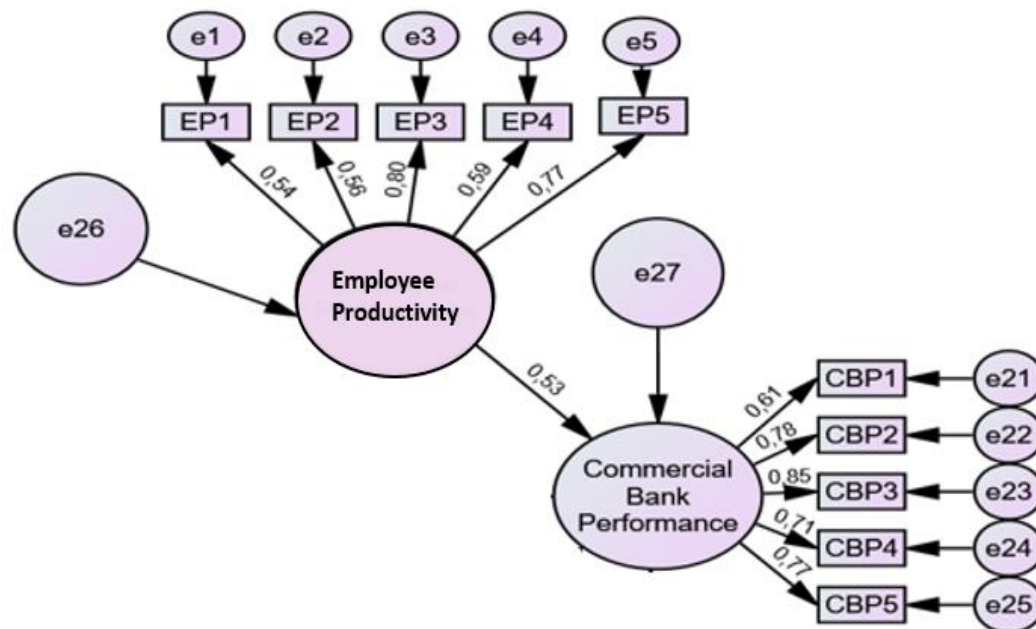 e1 e2 e3 e4 e5
EP1 EP2 EP3 EP4 EP5
0,54 0,56 0,80 0,59 0,77
e26
Employee
Productivity
e27
0,53
Commercial
Bank
Performance
0,61
0,78
0,85
0,71
0,77
CBP1 e21
CBP2 e22
CBP3 e23
CBP4 e24
CBP5 e25